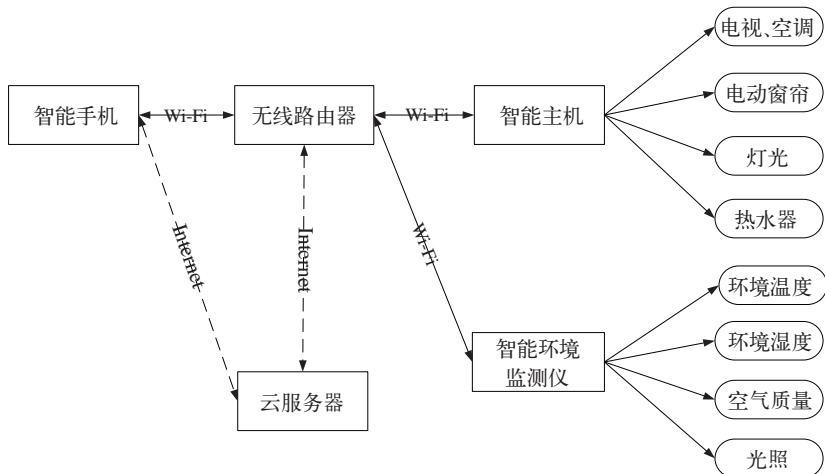 电视、空调
电动窗帘
灯光
热水器
智能手机
Wi-Fi
无线路由器
Wi-Fi
智能主机
Internet
Internet
Wi-Fi
云服务器
智能环境
监测仪
环境温度
环境湿度
空气质量
光照